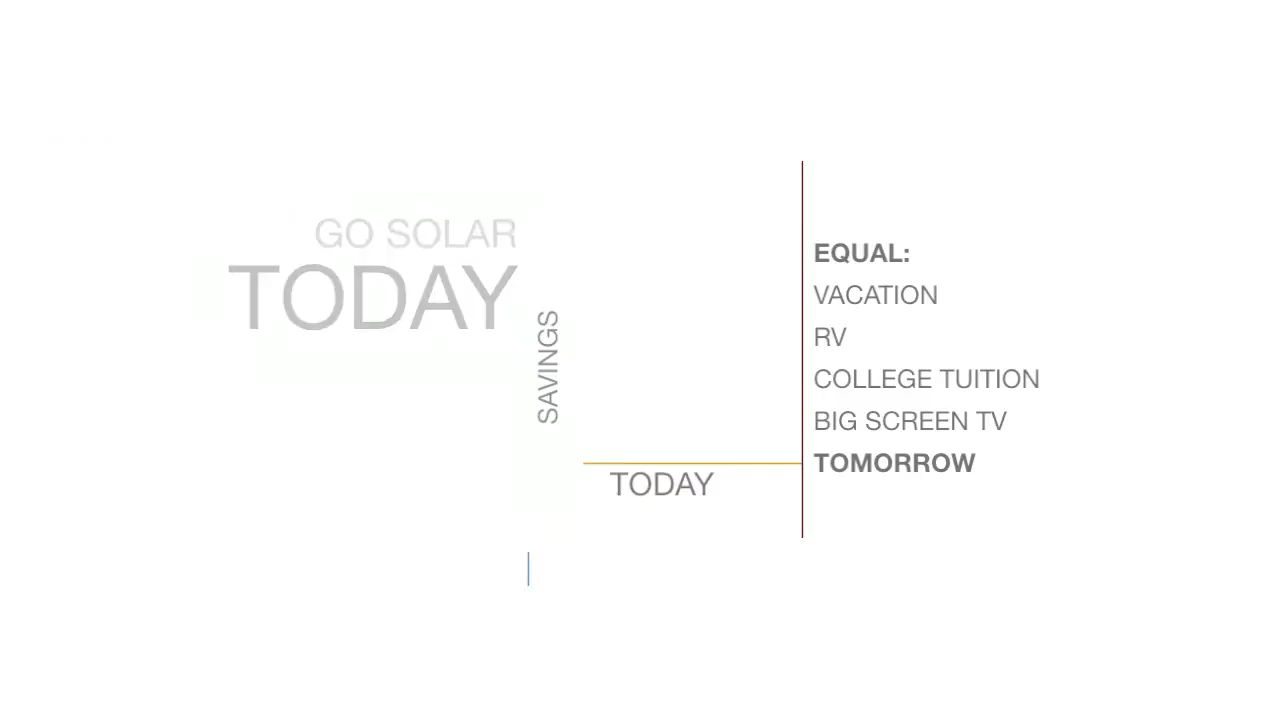 GO SOLAR
TODAY
SAVINGS
TODAY
EQUAL:
VACATION
RV
COLLEGE TUITION
BIG SCREEN TV
TOMORROW